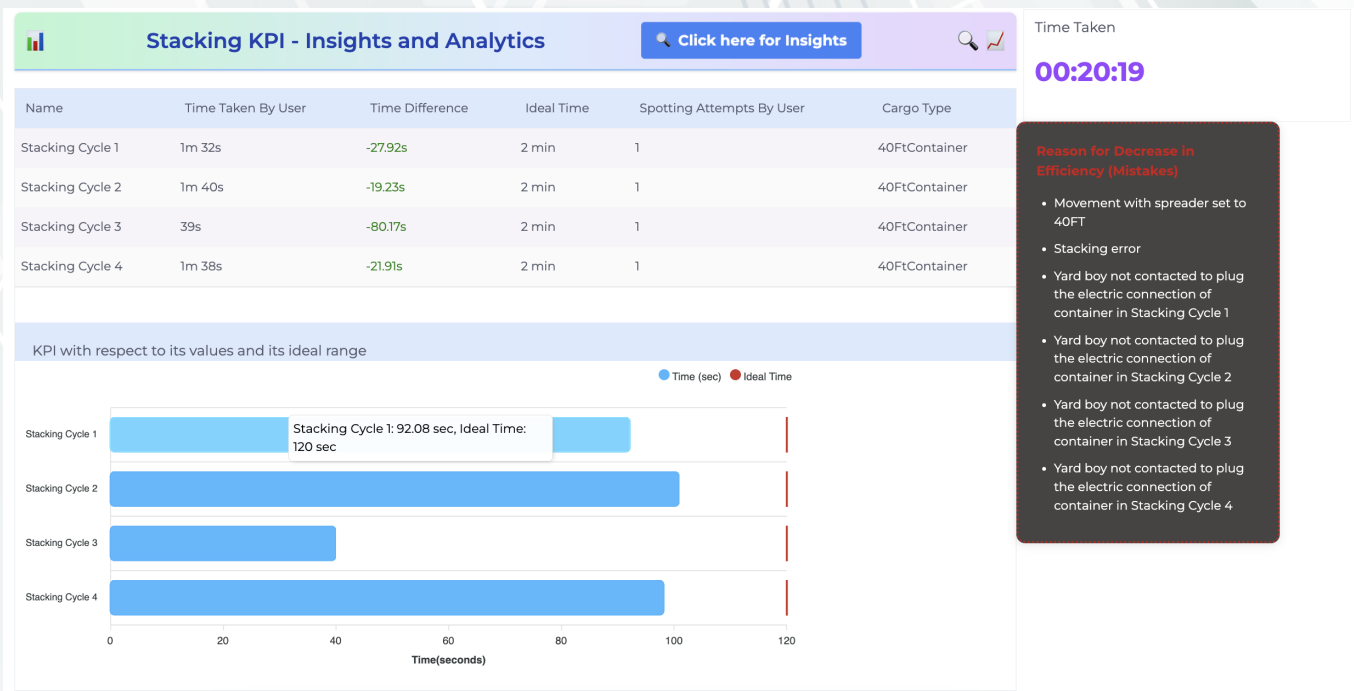 Stacking KPI - Insights and Analytics
Click here for Insights
Time Taken
00:20:19
Name Time Taken By User Time Difference Ideal Time Spotting Attempts By User Cargo Type
Stacking Cycle 1 1m 32s -27.92s 2 min 1 40FtContainer
Stacking Cycle 2 1m 40s -19.23s 2 min 1 40FtContainer
Stacking Cycle 3 39s -80.17s 2 min 1 40FtContainer
Stacking Cycle 4 1m 38s -21.91s 2 min 1 40FtContainer
Reason for Decrease in
Efficiency (Mistakes)
• Movement with spreader set to
40FT
• Stacking error
• Yard boy not contacted to plug
the electric connection of
container in Stacking Cycle 1
• Yard boy not contacted to plug
the electric connection of
container in Stacking Cycle 2
• Yard boy not contacted to plug
the electric connection of
container in Stacking Cycle 3
• Yard boy not contacted to plug
the electric connection of
container in Stacking Cycle 4
KPI with respect to its values and its ideal range
Time (sec) Ideal Time
Stacking Cycle 1
Stacking Cycle 1: 92.08 sec, Ideal Time:
120 sec
Stacking Cycle 2
Stacking Cycle 3
Stacking Cycle 4
0 20 40 60 80 100 120
Time(seconds)